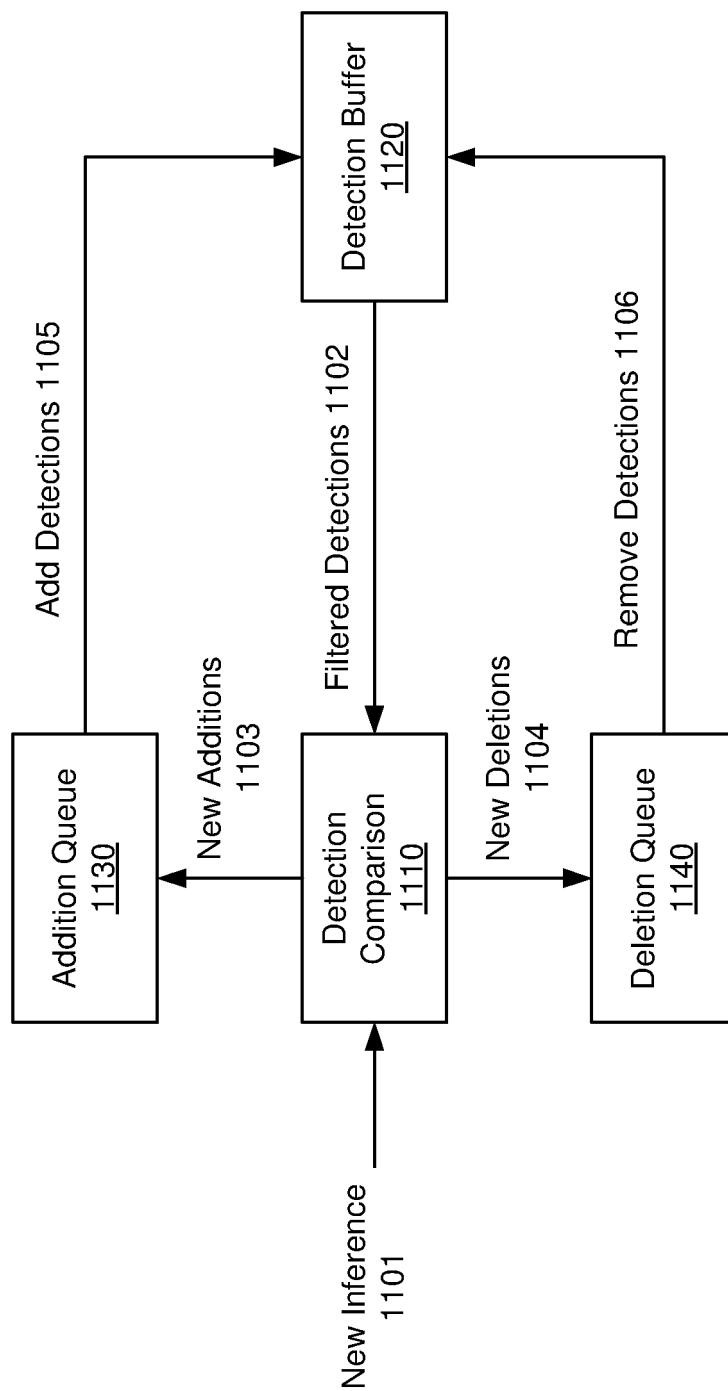 Addition Queue
1130
Add Detections 1105
New Additions
1103
New Inference
1101
Detection
Comparison
1110
Filtered Detections 1102
Detection Buffer
1120
New Deletions
1104
Deletion Queue
1140
Remove Detections 1106